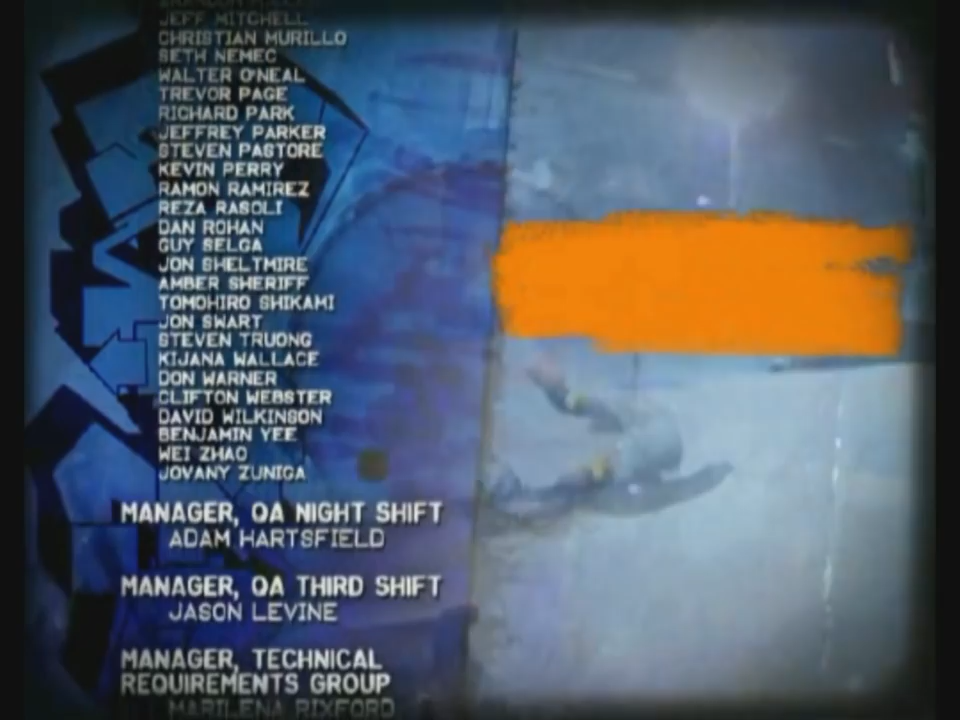 JEFF MITCHELL
CHRISTIAN MURILLO
SETH NEMEC
WALTER O'NEAL
TREVOR PAGE
RICHARD PARK
JEFFREY PARKER
STEVEN PASTORE
KEVIN PERRY
RAMON RAMIREZ
REZA RASOLI
DAN ROHAN
GUY SELGA
JON SHELTMIRE
AMBER SHERIFF
TOMOHIRO SHIKAMI
JON SWART
STEVEN TRUONG
KIJANA WALLACE
DON WARNER
CLIFTON WEBSTER
DAVID WILKINSON
BENJAMIN YEE
WEI ZHAO
JOVANY ZUNIGA
MANAGER, QA NIGHT SHIFT
ADAM HARTSFIELD
MANAGER, QA THIRD SHIFT
JASON LEVINE
MANAGER, TECHNICAL
REQUIREMENTS GROUP
MARILENA RIXFORD